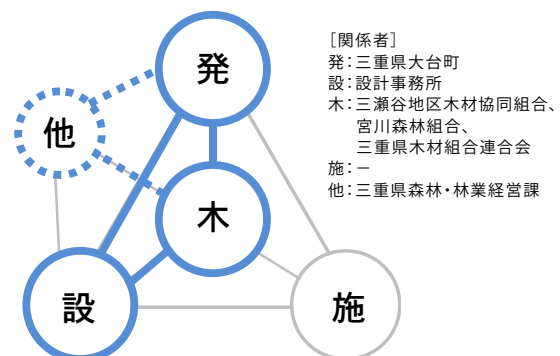 発
他
木
設
施
[関係者]
発:三重県大台町
設:設計事務所
木:三瀬谷地区木材協同組合、
宮川森林組合、
三重県木材組合連合会
施:－
他:三重県森林・林業経営課